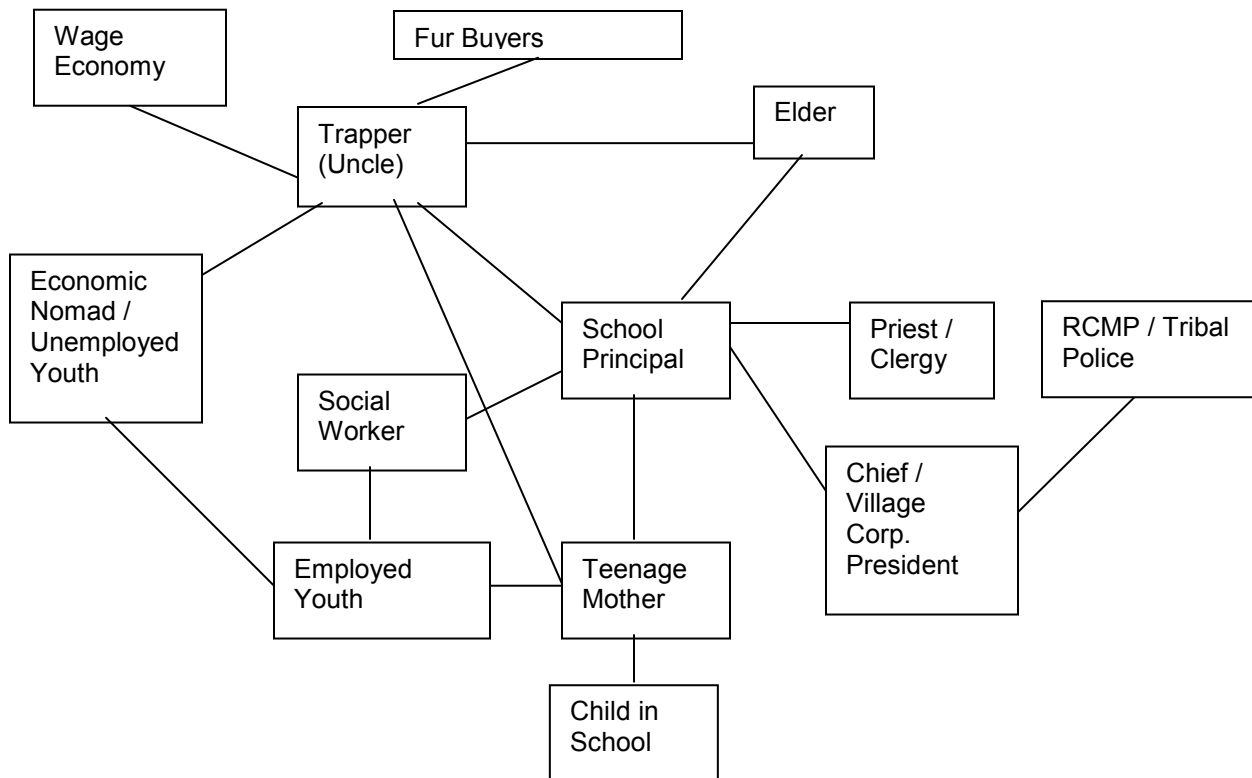 Wage
Economy
Fur Buyers
Elder
Trapper
(Uncle)
Economic
Nomad /
Unemployed
Youth
School
Principal
Priest /
Clergy
RCMP / Tribal
Police
Social
Worker
Chief /
Village
Corp.
President
Employed
Youth
Teenage
Mother
Child in
School